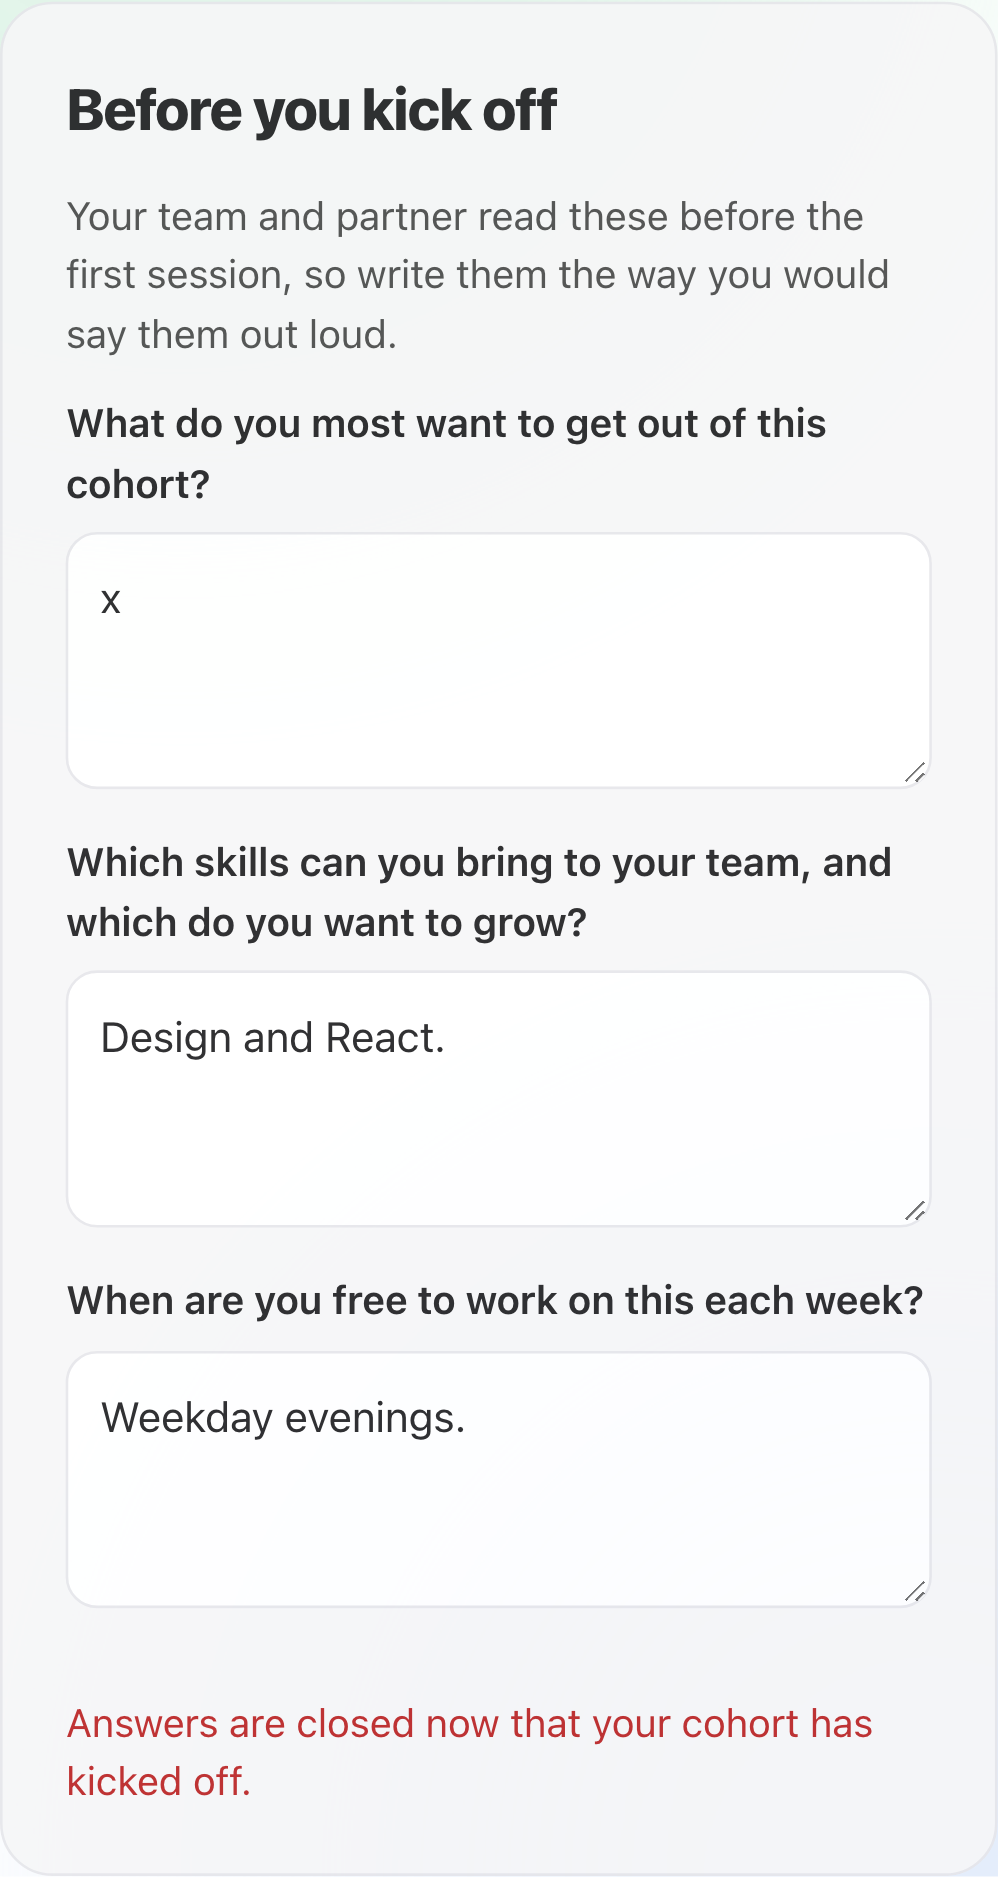 Before you kick off
Your team and partner read these before the
first session, so write them the way you would
say them out loud.
What do you most want to get out of this
cohort?
x
Which skills can you bring to your team, and
which do you want to grow?
Design and React.
When are you free to work on this each week?
Weekday evenings.
Answers are closed now that your cohort has
kicked off.